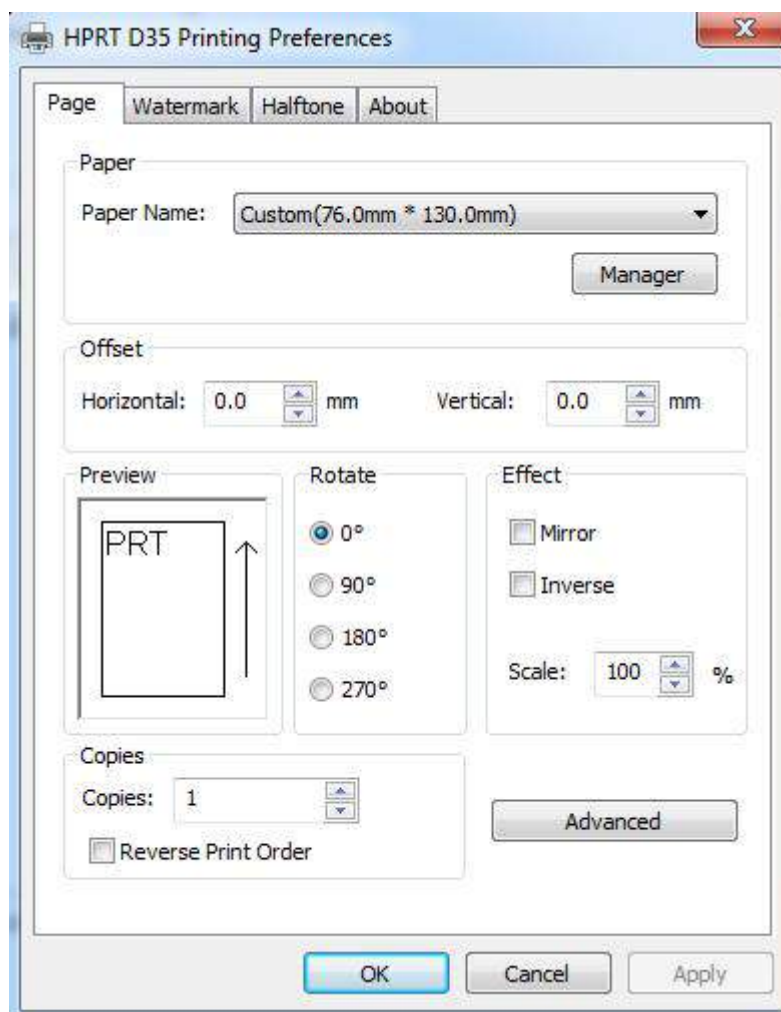 HPRT D35 Printing Preferences
Page Watermark Halftone About
Paper
Paper Name: Custom(76.0mm * 130.0mm)
Manager
Offset
Horizontal: 0.0 mm Vertical: 0.0 mm
Preview Rotate Effect
PRT
0° Mirror
90° Inverse
180°
Scale: 100 %
270°
Copies
Copies: 1
Advanced
Reverse Print Order
OK Cancel Apply